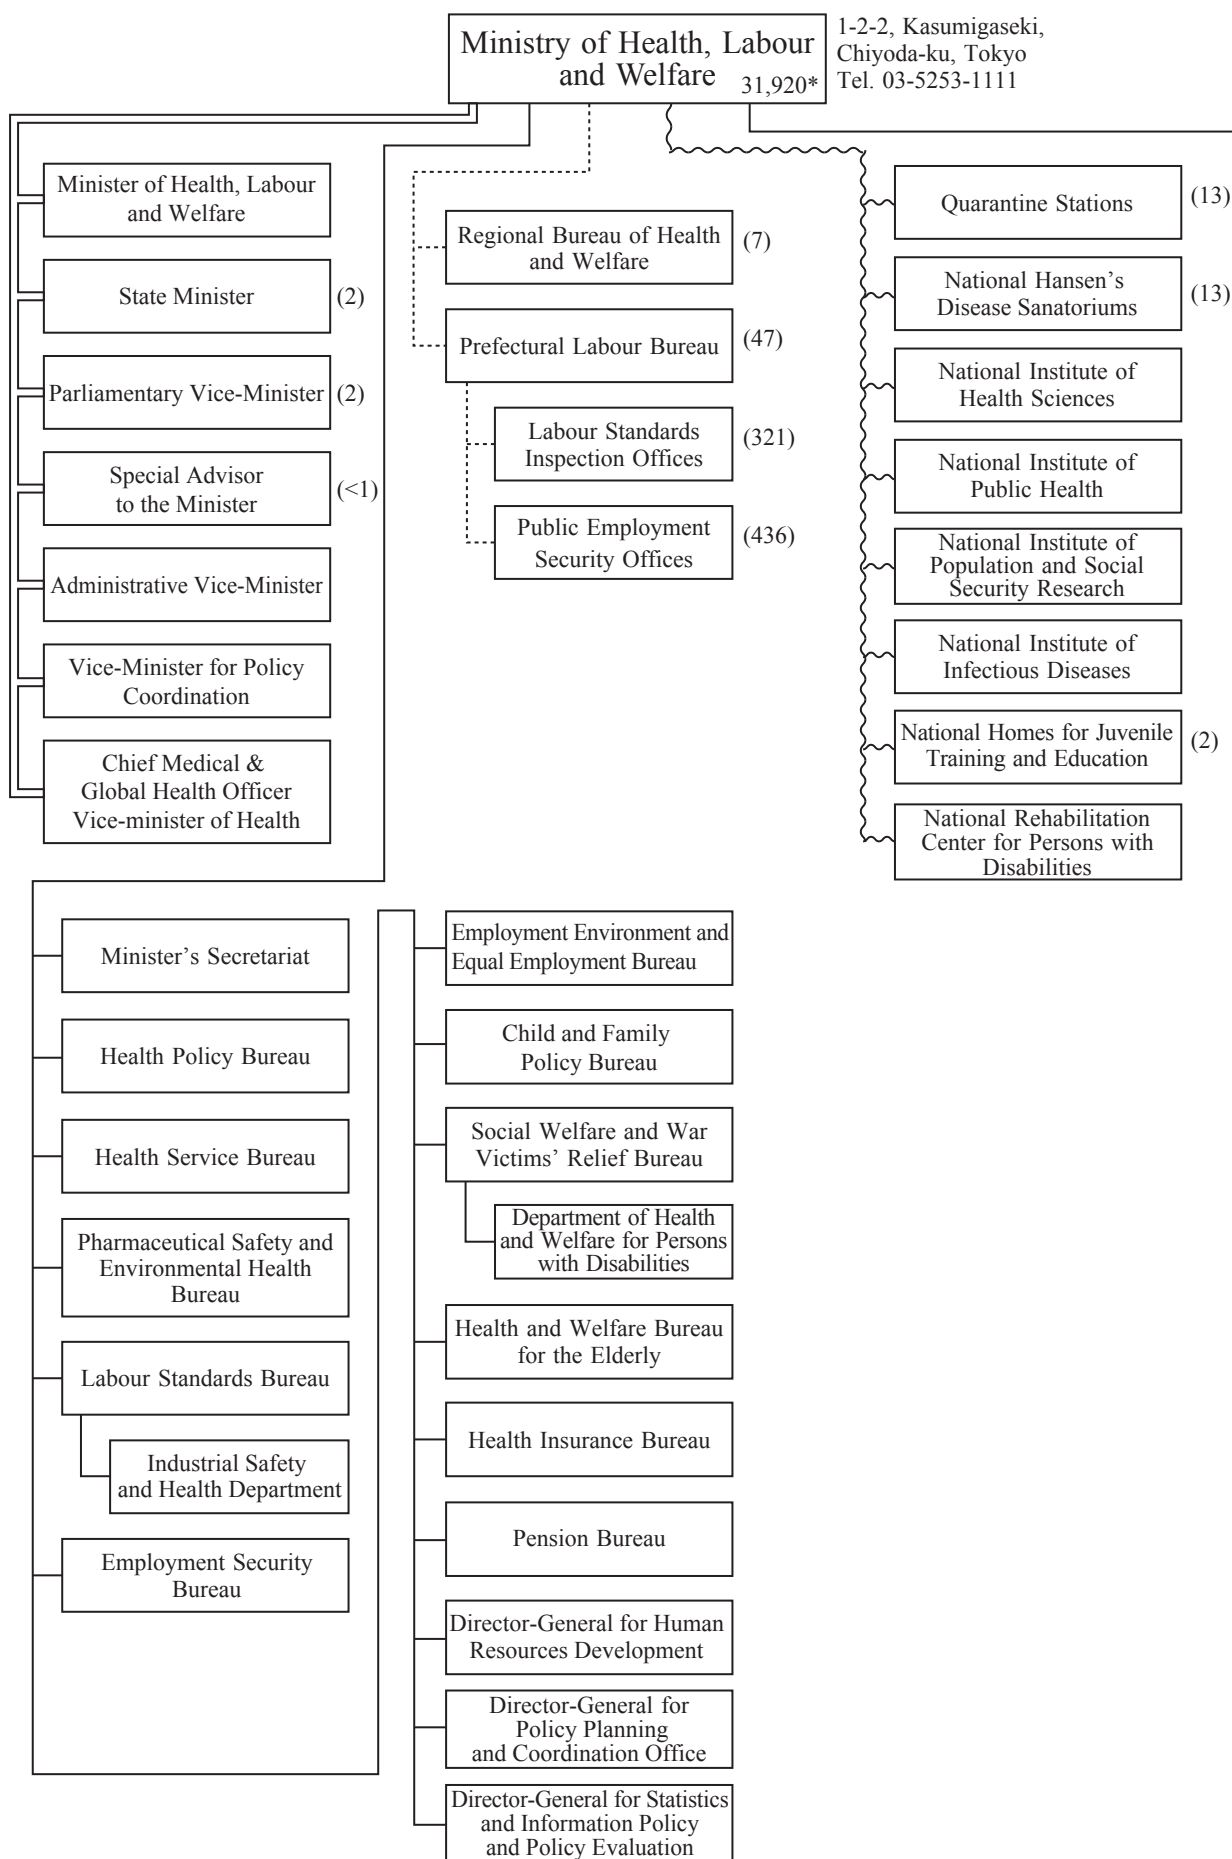 Ministry of Health, Labour
and Welfare 31,920*
1-2-2, Kasumigaseki,
Chiyoda-ku, Tokyo
Tel. 03-5253-1111
Minister of Health, Labour
and Welfare
State Minister (2)
Parliamentary Vice-Minister (2)
Special Advisor
to the Minister (<1)
Administrative Vice-Minister
Vice-Minister for Policy
Coordination
Chief Medical &
Global Health Officer
Vice-minister of Health
Regional Bureau of Health
and Welfare (7)
Prefectural Labour Bureau (47)
Labour Standards
Inspection Offices (321)
Public Employment
Security Offices (436)
Quarantine Stations (13)
National Hansen’s
Disease Sanatoriums (13)
National Institute of
Health Sciences
National Institute of
Public Health
National Institute of
Population and Social
Security Research
National Institute of
Infectious Diseases
National Homes for Juvenile
Training and Education (2)
National Rehabilitation
Center for Persons with
Disabilities
Minister’s Secretariat
Health Policy Bureau
Health Service Bureau
Pharmaceutical Safety and
Environmental Health
Bureau
Labour Standards Bureau
Industrial Safety
and Health Department
Employment Security
Bureau
Employment Environment and
Equal Employment Bureau
Child and Family
Policy Bureau
Social Welfare and War
Victims’ Relief Bureau
Department of Health
and Welfare for Persons
with Disabilities
Health and Welfare Bureau
for the Elderly
Health Insurance Bureau
Pension Bureau
Director-General for Human
Resources Development
Director-General for
Policy Planning
and Coordination Office
Director-General for Statistics
and Information Policy
and Policy Evaluation